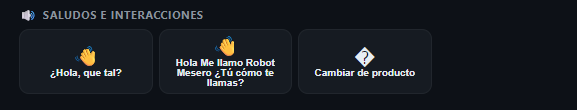 SALUDOS E INTERACCIONES
¿Hola, que tal?
Hola Me llamo Robot
Mesero ¿Tú cómo te
llamas?
Cambiar de producto